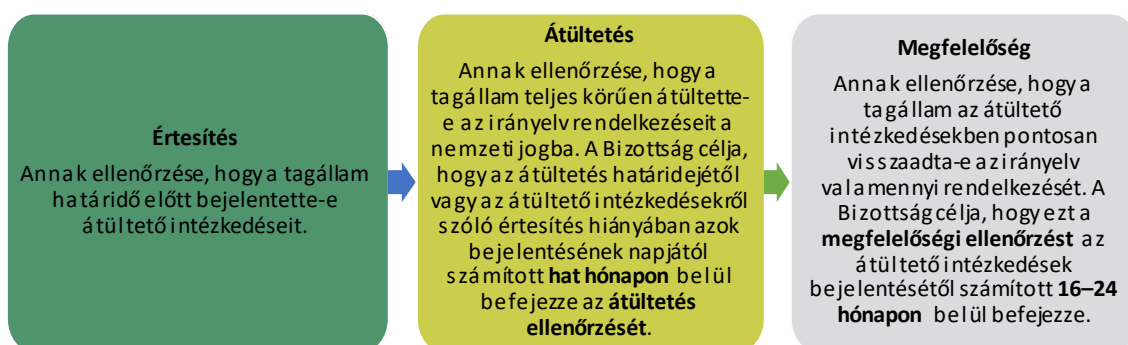 Értesítés
Annak ellenőrzése, hogy a tagállam
határidő előtt bejelentette-e
átültető intézkedéseit.
Átültetés
Annak ellenőrzése, hogy a
tagállam teljes körűen átültette-
e az irányelv rendelkezéseit a
nemzeti jogba. A Bizottság célja,
hogy az átültetés határidejétől
vagy az átültető intézkedésekről
szóló értesítés hiányában azok
bejelentésének napjától
számított hat hónapon belül
befejezze az átültetés
ellenőrzését.
Megfelelőség
Annak ellenőrzése, hogy a
tagállam az átültető
intézkedésekben pontosan
visszaadta-e az irányelv
valamennyi rendelkezését. A
Bizottság célja, hogy ezt a
megfelelőségi ellenőrzést az
átültető intézkedések
bejelentésétől számított 16–24
hónapon belül befejezze.